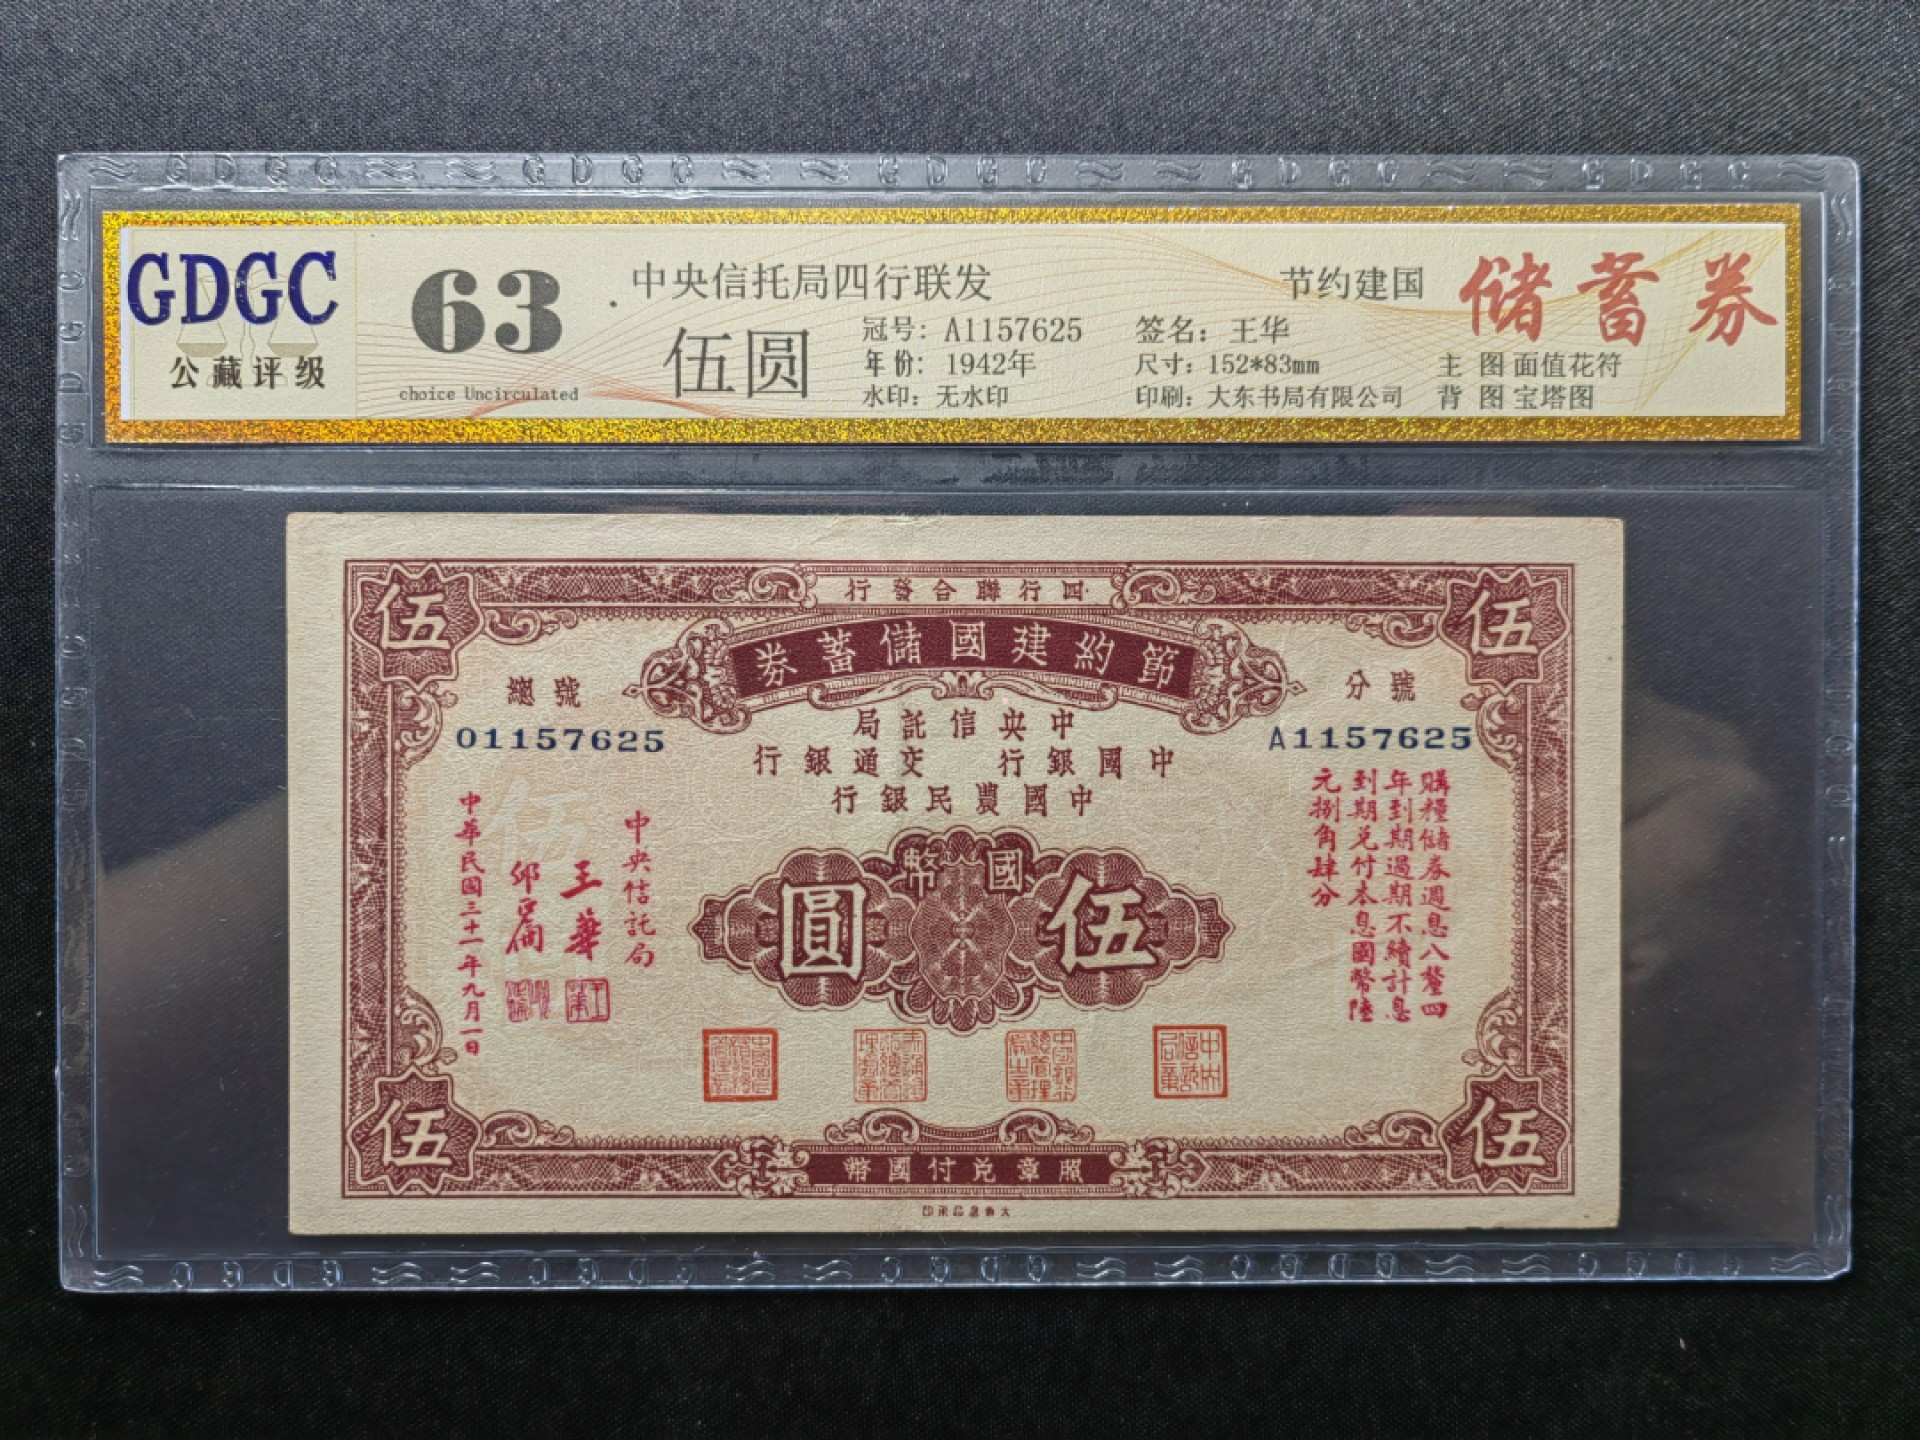 GDGC
公藏评级
63
choice Uncirculated
中央信托局四行联发
伍圆
冠号: A1157625
年份: 1942年
水印: 无水印
签名: 王华
尺寸: 152*83mm
印刷: 大东书局有限公司
节约建国
储蓄券
主 图 面值花符
背 图 宝塔图
四行聯合發行
節約建國儲蓄券
伍
伍
總號
01157625
分號
A1157625
中央信託局
中國銀行 交通銀行
中國農民銀行
購糧儲券週息八釐四
年到期過期不續計息
到期兌付本息國幣陸
元捌角肆分
國幣
伍圓
中央信託局
王華
中華民國三十一年九月一日
伍
伍
照章兌付國幣